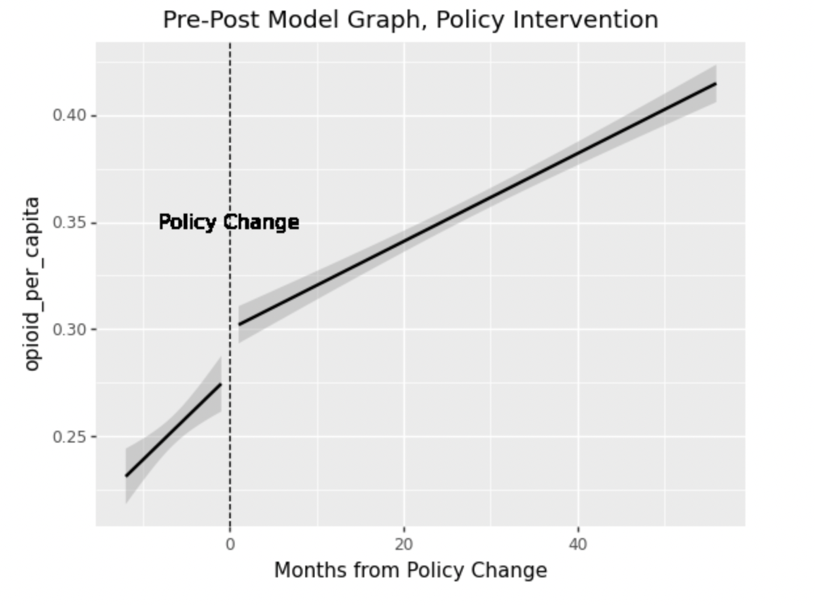 Pre-Post Model Graph, Policy Intervention
0.40
0.35
Policy Change
0.30
0.25
opioid_per_capita
0
20
40
Months from Policy Change